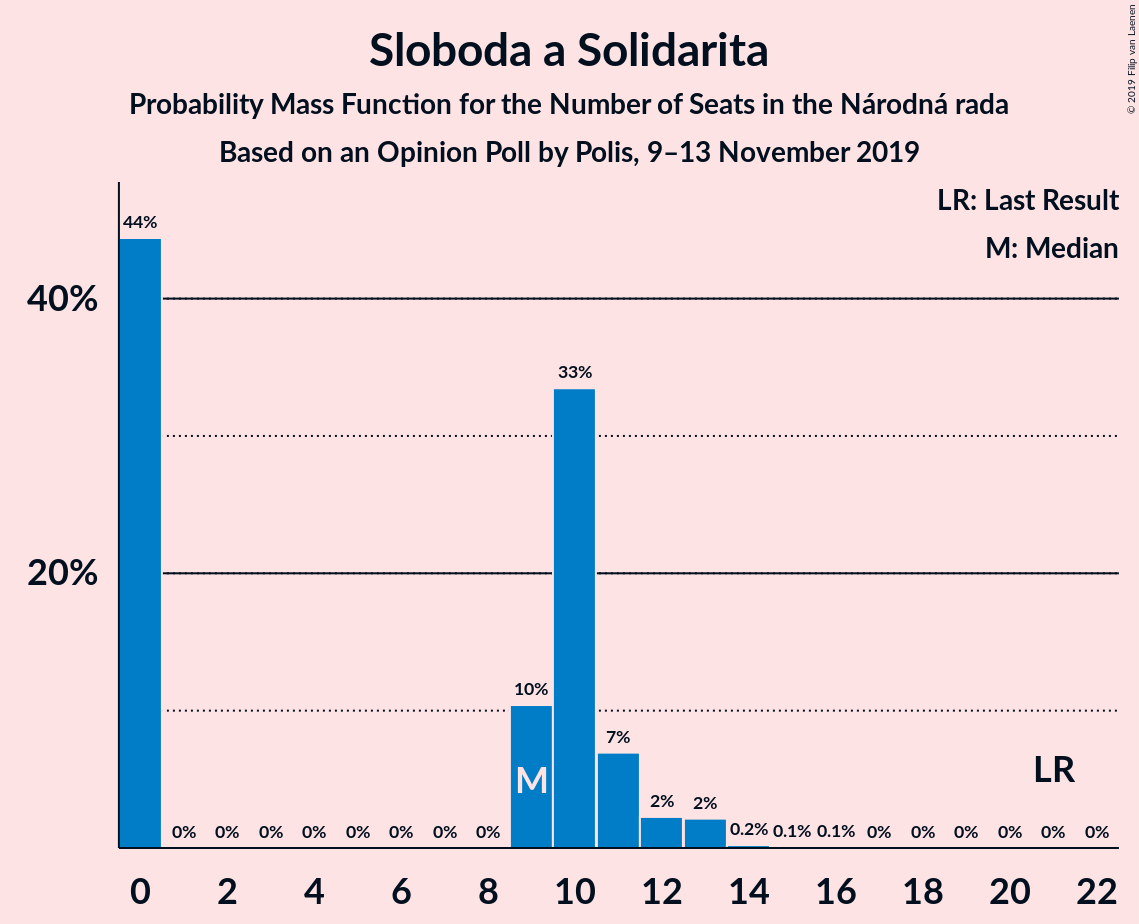 Sloboda a Solidarita
Probability Mass Function for the Number of Seats in the Národná rada
Based on an Opinion Poll by Polis, 9–13 November 2019
© 2019 Filip van Laenen
LR: Last Result
M: Median
44%
40%
33%
20%
10%
7%
M
LR
2% 2%
0% 0% 0% 0% 0% 0% 0% 0% 0.2% 0.1% 0.1% 0% 0% 0% 0% 0% 0%
0 2 4 6 8 10 12 14 16 18 20 22